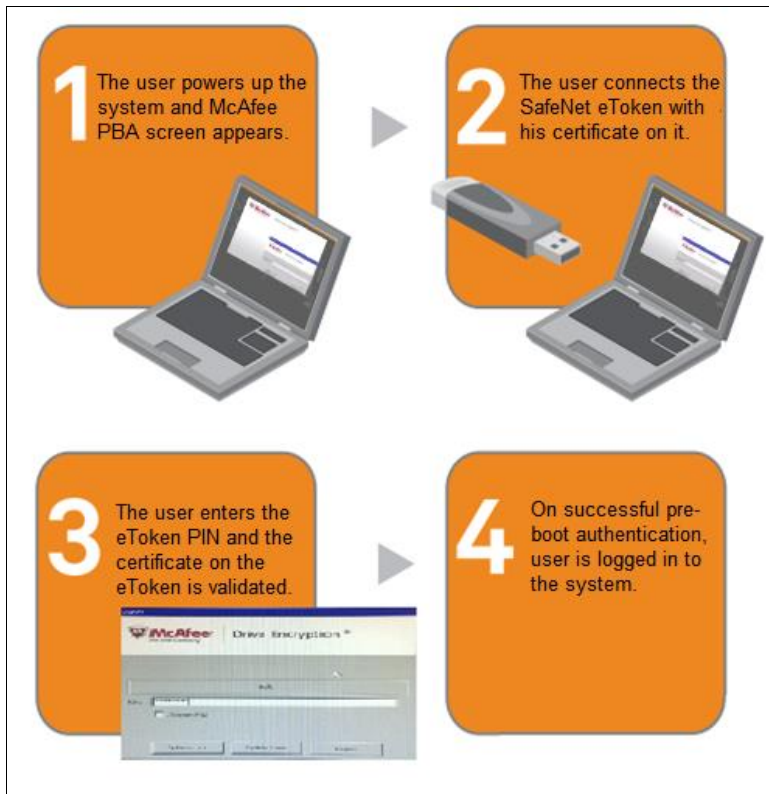 1
The user powers up the
system and McAfee
PBA screen appears.
2
The user connects the
SafeNet eToken with
his certificate on it.
3
The user enters the
eToken PIN and the
certificate on the
eToken is validated.
McAfee Drive Encryption
4
On successful pre-
boot authentication,
user is logged in to
the system.